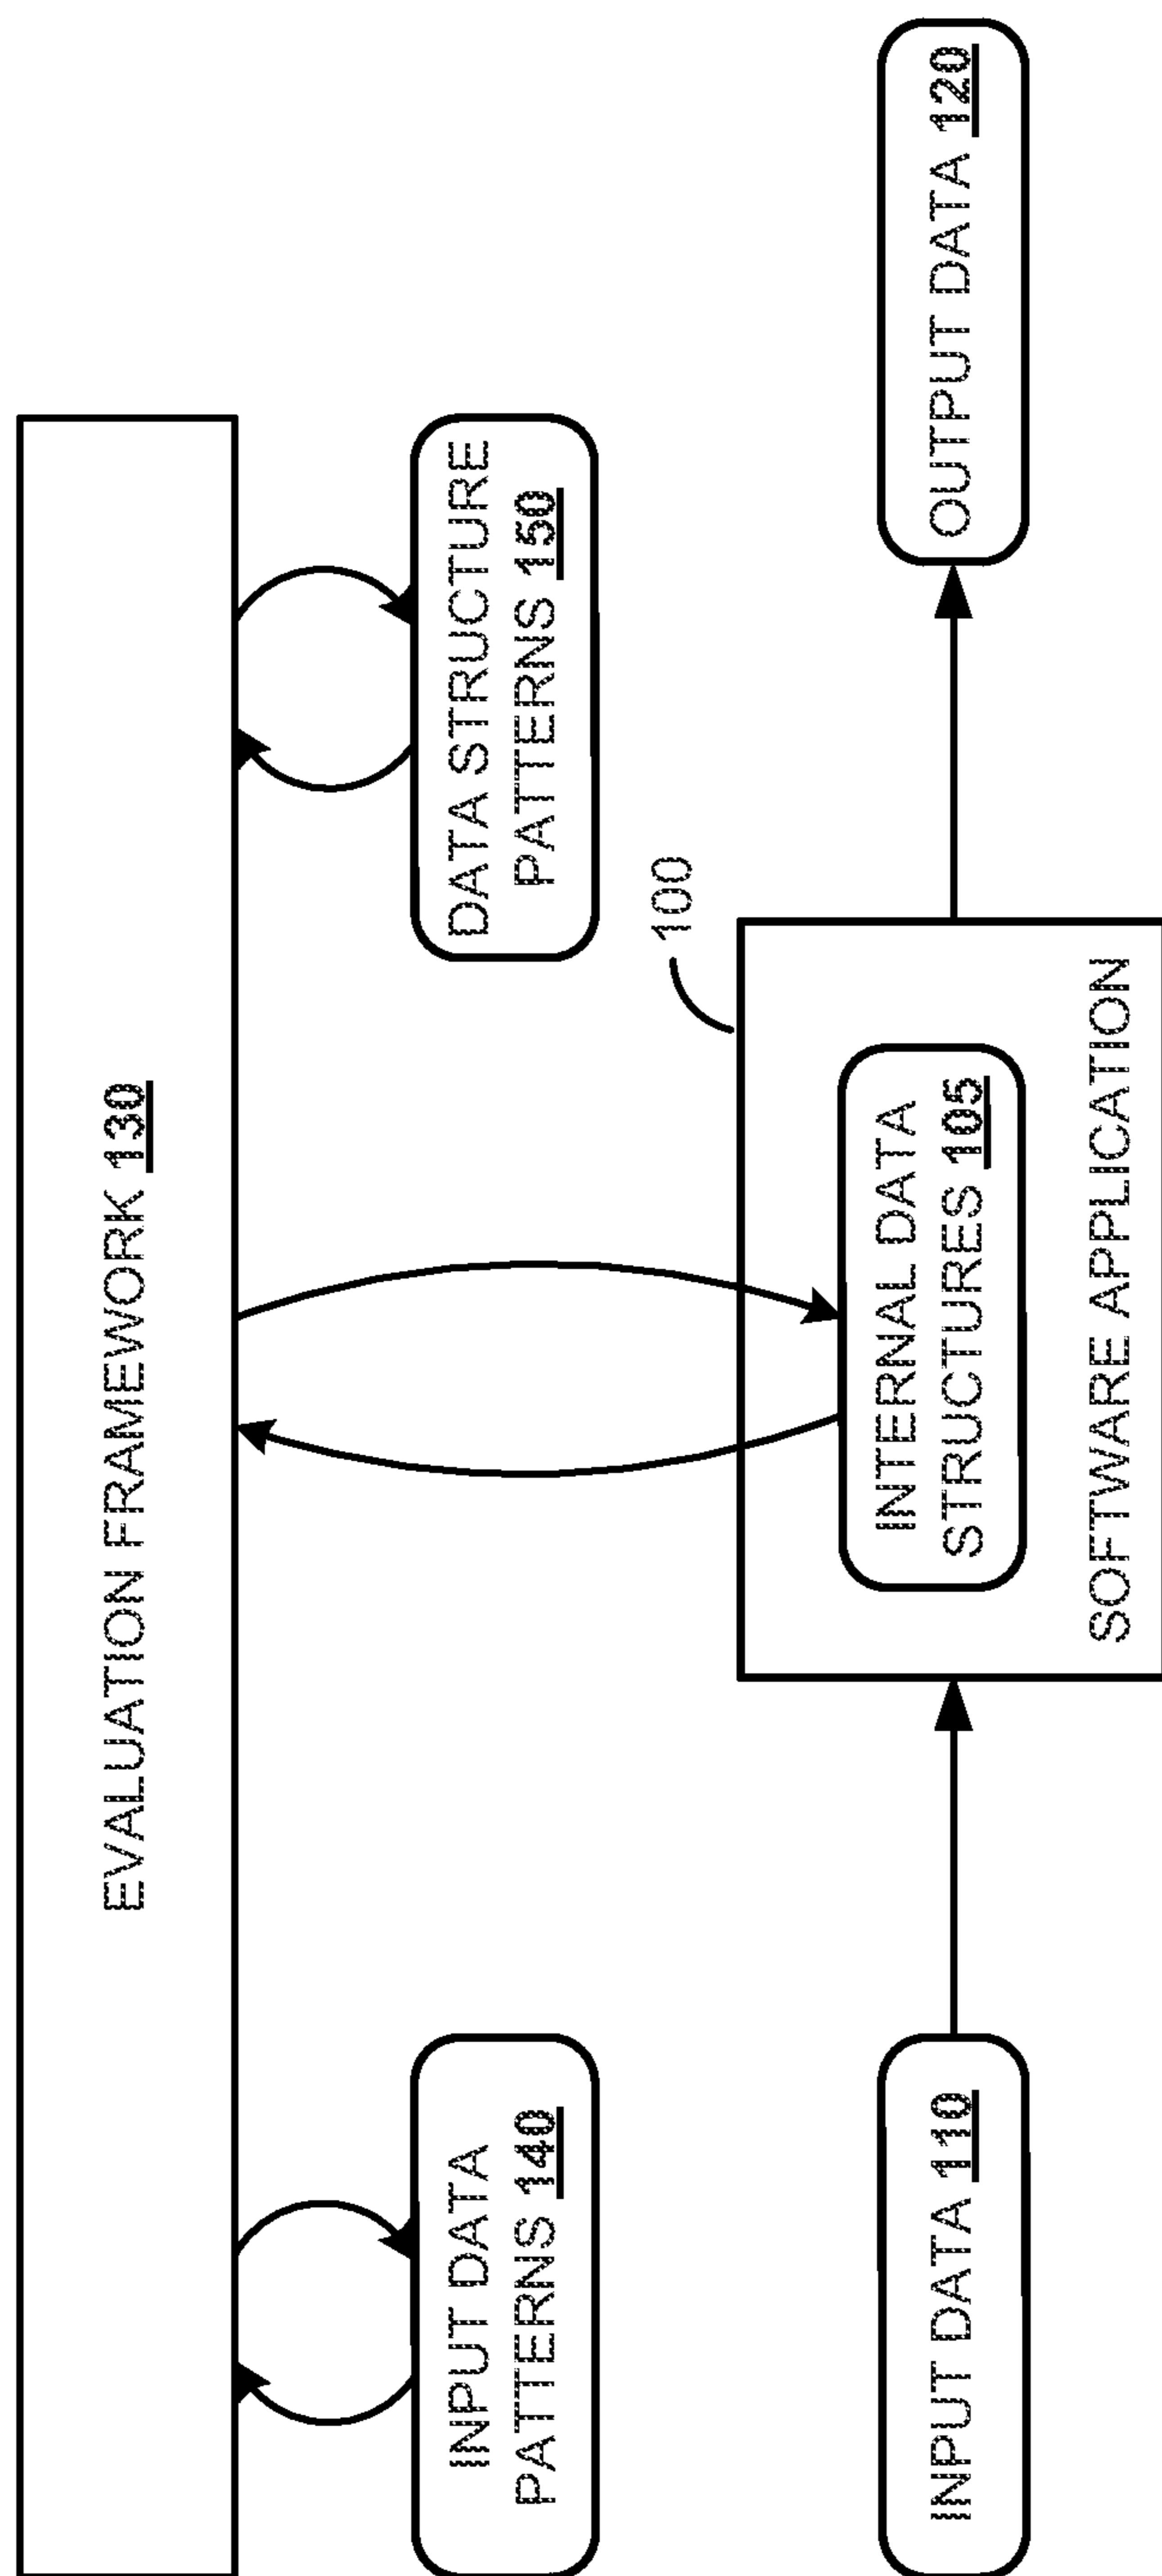 EVALUATION FRAMEWORK 130
INPUT DATA
PATTERNS 140
DATA STRUCTURE
PATTERNS 150
100
INPUT DATA 110
INTERNAL DATA
STRUCTURES 105
SOFTWARE APPLICATION
OUTPUT DATA 120